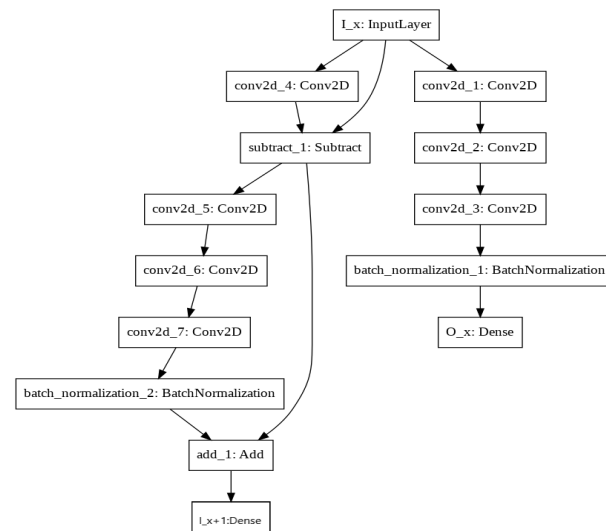 I_x: InputLayer
conv2d_4: Conv2D
conv2d_1: Conv2D
subtract_1: Subtract
conv2d_2: Conv2D
conv2d_5: Conv2D
conv2d_3: Conv2D
conv2d_6: Conv2D
batch_normalization_1: BatchNormalization
conv2d_7: Conv2D
O_x: Dense
batch_normalization_2: BatchNormalization
add_1: Add
I_x+1:Dense